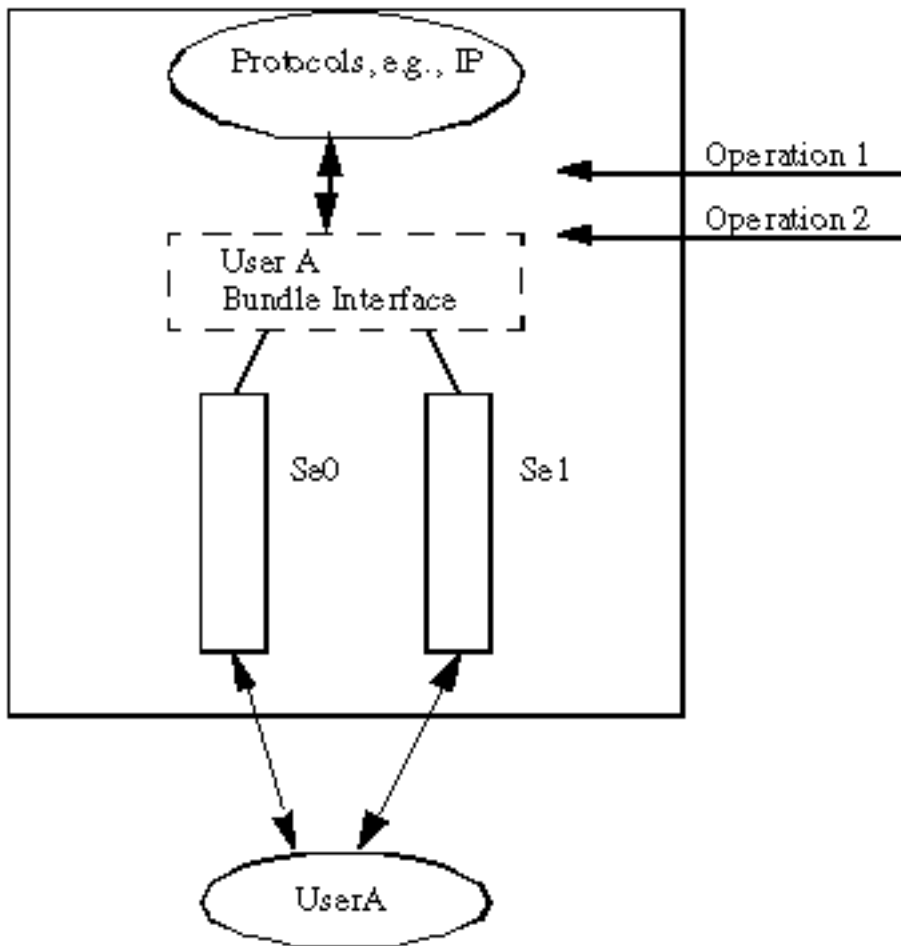 Protocols, e.g., IP
Operation 1
Operation 2
User A
Bundle Interface
Se0
Se1
UserA